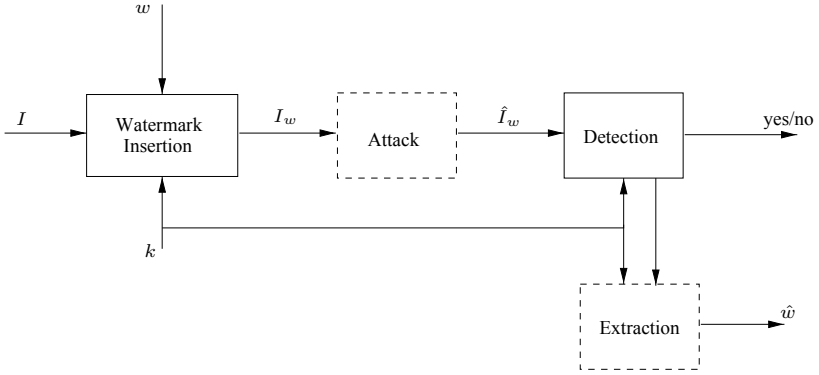 w
I
Watermark
Insertion
I_w
Attack
Î_w
Detection
yes/no
k
Extraction
ŵ